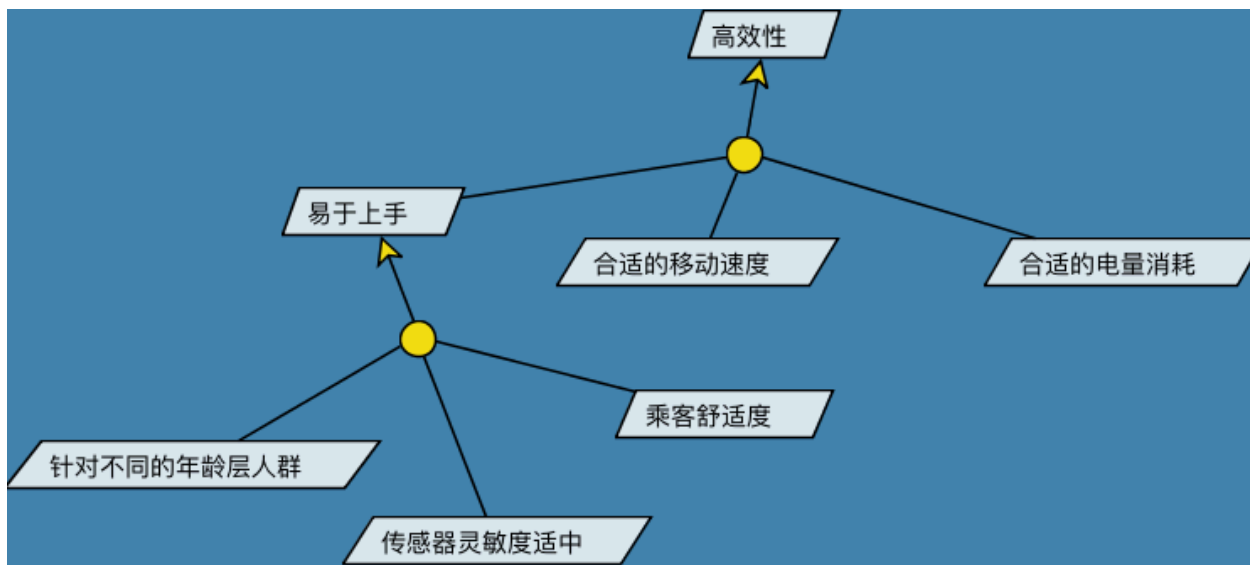 高效性
易于上手
合适的移动速度
合适的电量消耗
乘客舒适度
针对不同的年龄层人群
传感器灵敏度适中